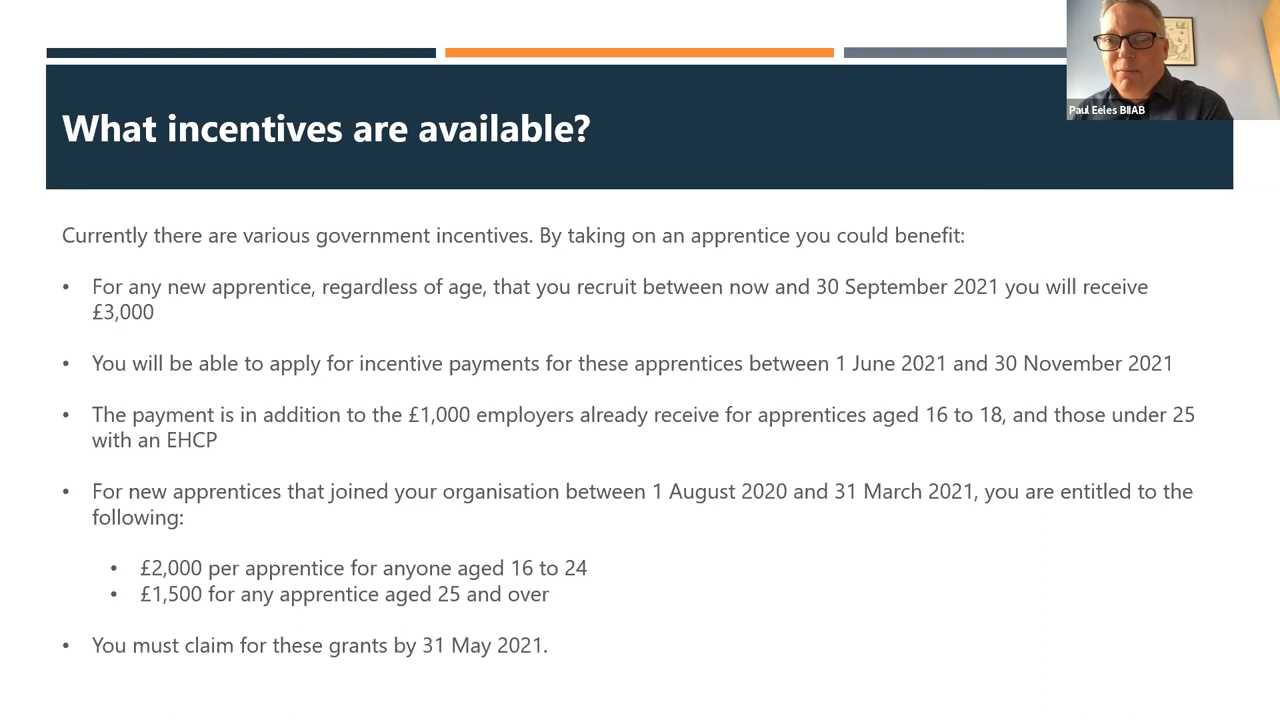 What incentives are available?
Paul Eeles BIIAB
Currently there are various government incentives. By taking on an apprentice you could benefit:
• For any new apprentice, regardless of age, that you recruit between now and 30 September 2021 you will receive
£3,000
• You will be able to apply for incentive payments for these apprentices between 1 June 2021 and 30 November 2021
• The payment is in addition to the £1,000 employers already receive for apprentices aged 16 to 18, and those under 25
with an EHCP
• For new apprentices that joined your organisation between 1 August 2020 and 31 March 2021, you are entitled to the
following:
• £2,000 per apprentice for anyone aged 16 to 24
• £1,500 for any apprentice aged 25 and over
• You must claim for these grants by 31 May 2021.